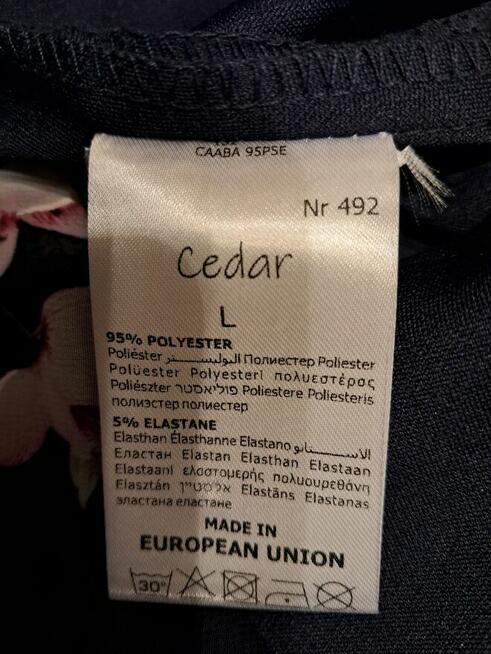 CAABA 95PSE
Nr 492
Cedar
L
95% POLYESTER
Poliéster البوليستر Полиестер Poliester
Polüester Polyesteri πολυεστέρας
Poliészter פוליאסטר Poliestere Poliesteris
полиэстер полиестер
5% ELASTANE
Elasthan Élasthanne Elastano الاستانو
Еластан Elastan Elasthan Elastaan
Elastaani ελαστομερής πολυουρεθάνη
Elasztán אלסטיין Elastāns Elastanas
эластана еластане
MADE IN
EUROPEAN UNION
30°